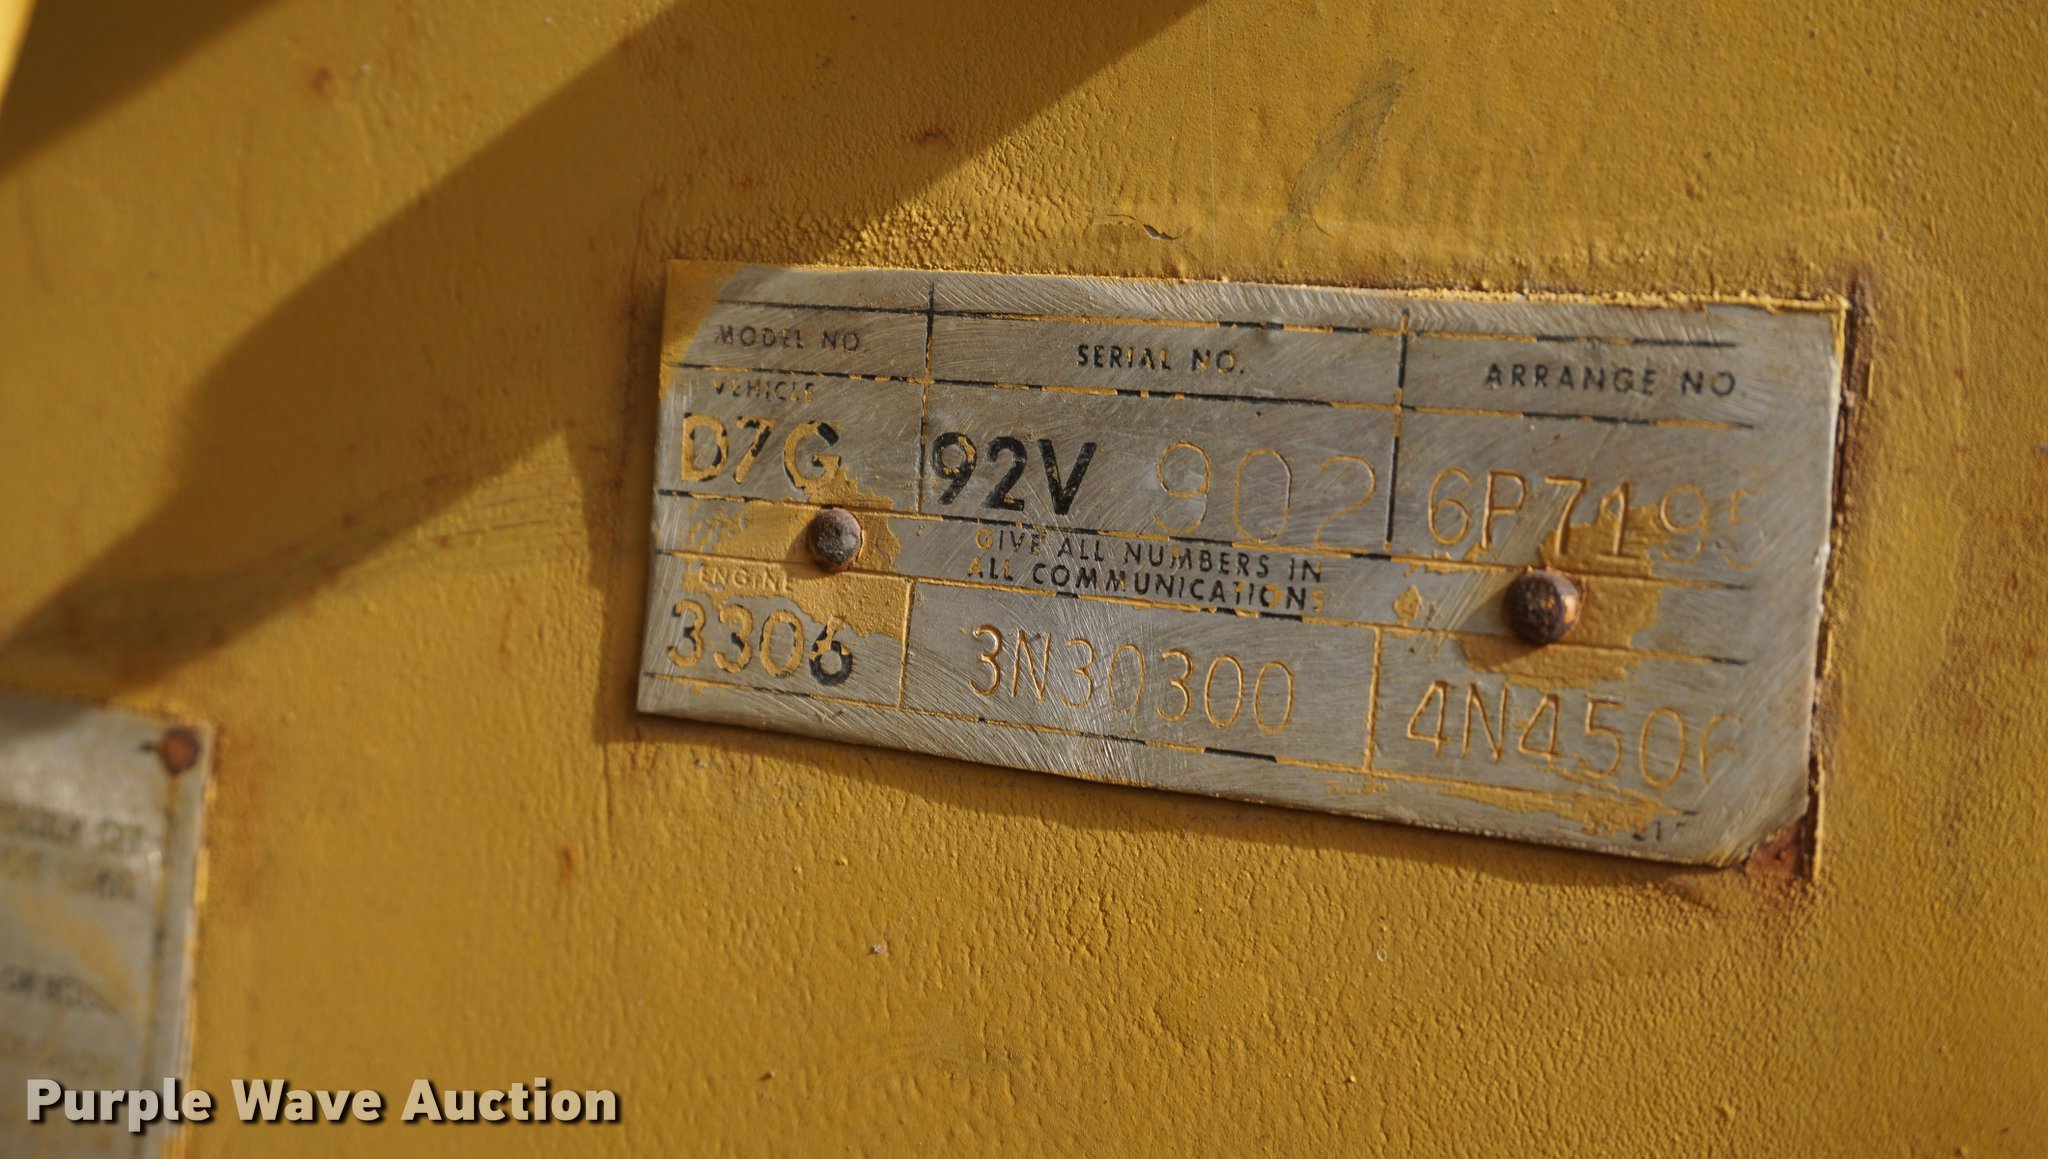 MODEL NO. SERIAL NO. ARRANGE NO.
VEHICLE
D7G 92V 902 6P7195
GIVE ALL NUMBERS IN
ALL COMMUNICATIONS
ENGINE
3306 3N30300 4N4506
Purple Wave Auction